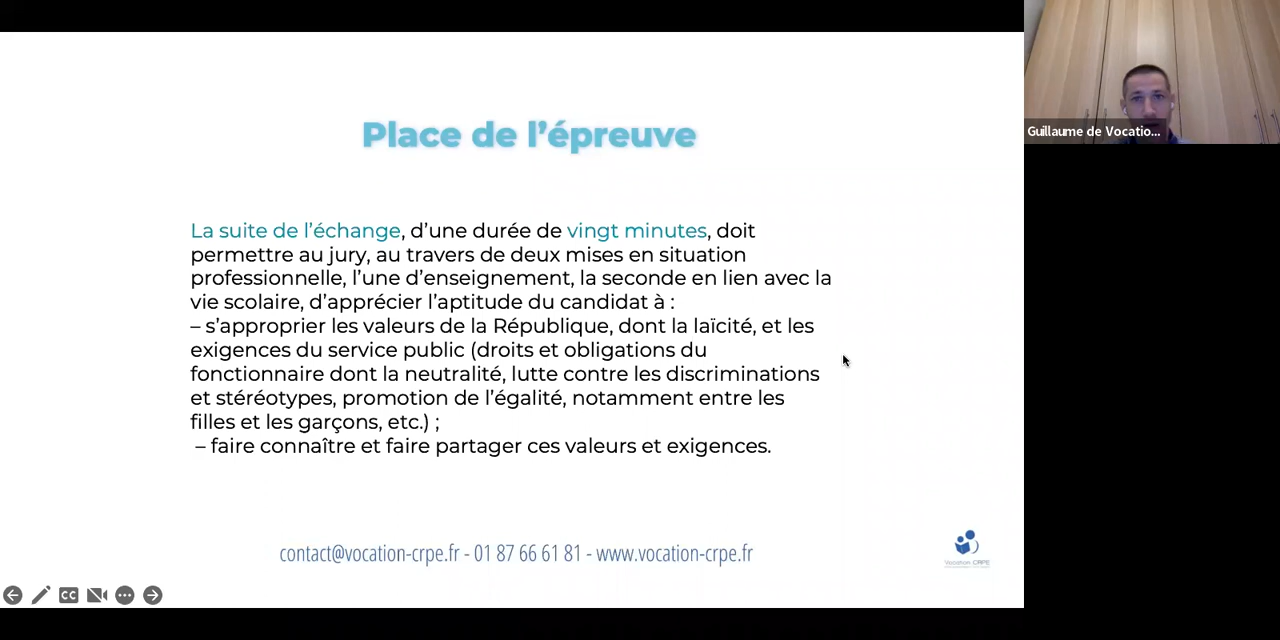 Place de l’épreuve
La suite de l’échange, d’une durée de vingt minutes, doit
permettre au jury, au travers de deux mises en situation
professionnelle, l’une d’enseignement, la seconde en lien avec la
vie scolaire, d’apprécier l’aptitude du candidat à :
– s’approprier les valeurs de la République, dont la laïcité, et les
exigences du service public (droits et obligations du
fonctionnaire dont la neutralité, lutte contre les discriminations
et stéréotypes, promotion de l’égalité, notamment entre les
filles et les garçons, etc.) ;
– faire connaître et faire partager ces valeurs et exigences.
contact@vocation-crpe.fr - 01 87 66 61 81 - www.vocation-crpe.fr
Vocation CRPE
CC
Guillaume de Vocatio...